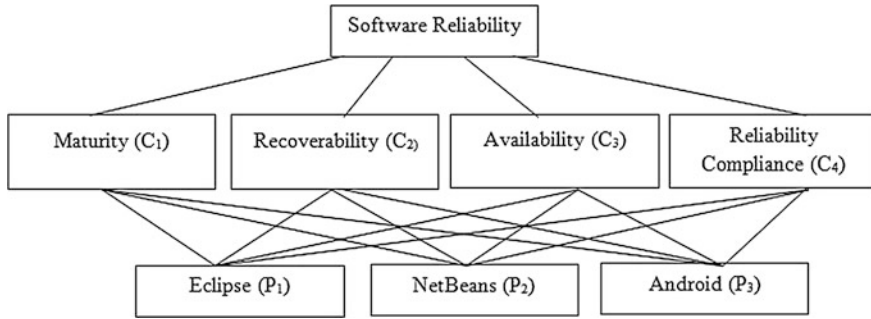 Software Reliability
Maturity (C₁)
Recoverability (C₂)
Availability (C₃)
Reliability
Compliance (C₄)
Eclipse (P₁)
NetBeans (P₂)
Android (P₃)